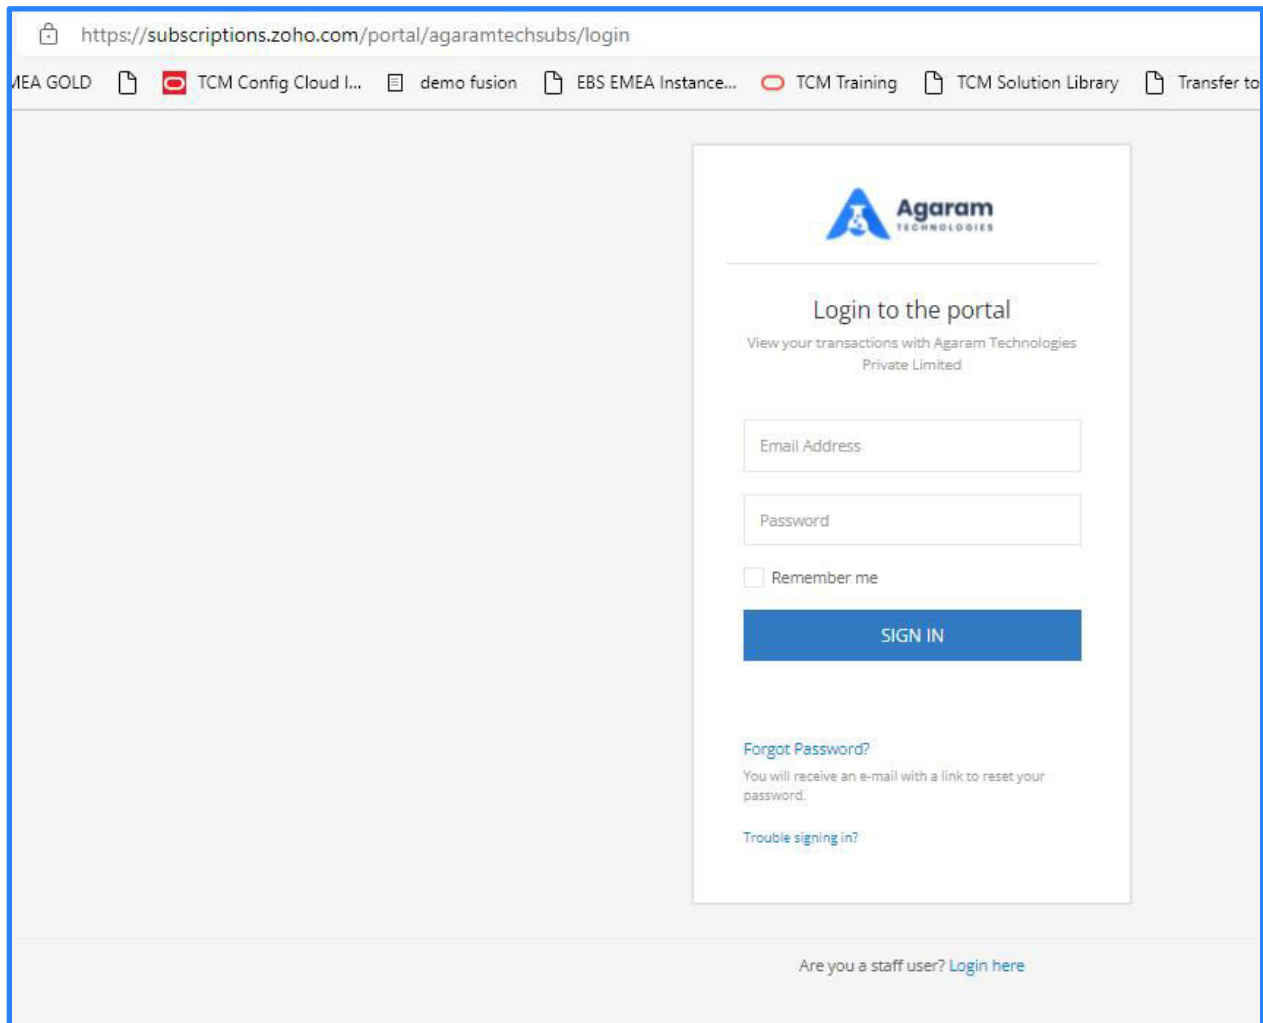 https://subscriptions.zoho.com/portal/agaramtechsubs/login
GOLD TCM Config Cloud I... demo fusion EBS EMEA Instance... TCM Training TCM Solution Library Transfer to
Agaram
TECHNOLOGIES
Login to the portal
View your transactions with Agaram Technologies
Private Limited
Email Address
Password
Remember me
SIGN IN
Forgot Password?
You will receive an e-mail with a link to reset your
password.
Trouble signing in?
Are you a staff user? Login here